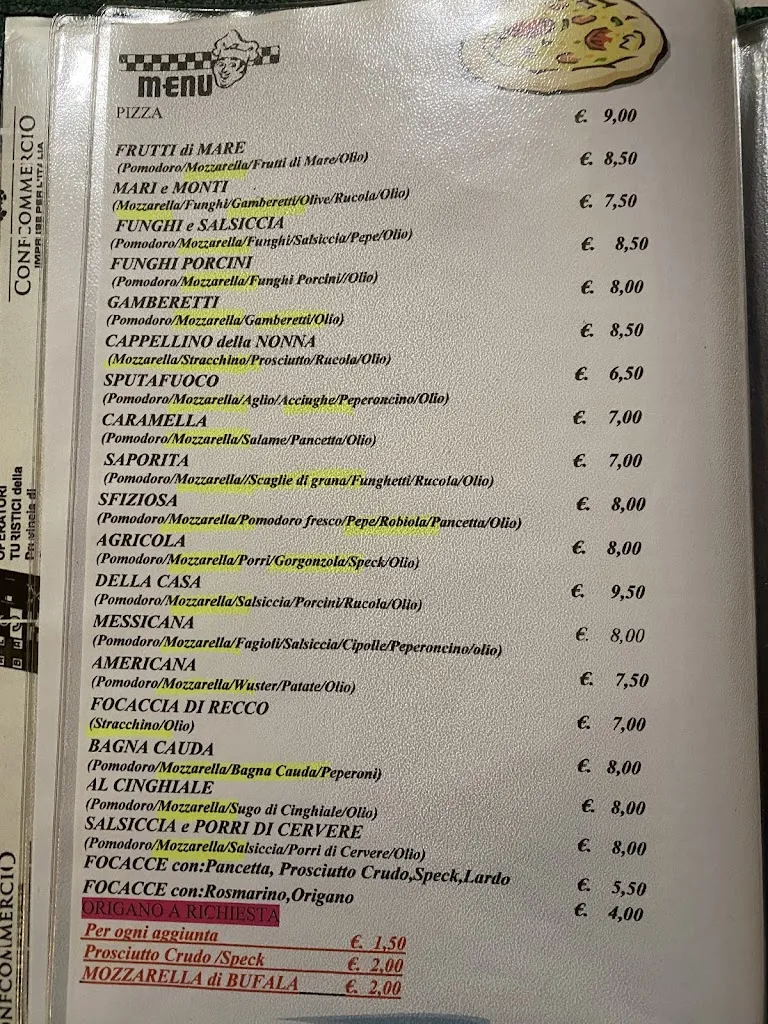 MENU
PIZZA
FRUTTI di MARE €. 9,00
(Pomodoro/Mozzarella/Frutti di Mare/Olio)
MARI e MONTI €. 8,50
(Mozzarella/Funghi/Gamberetti/Olive/Rucola/Olio)
FUNGHI e SALSICCIA €. 7,50
(Pomodoro/Mozzarella/Funghi/Salsiccia/Pepe/Olio)
FUNGHI PORCINI €. 8,50
(Pomodoro/Mozzarella/Funghi Porcini//Olio)
GAMBERETTI €. 8,00
(Pomodoro/Mozzarella/Gamberetti/Olio)
CAPPELLINO della NONNA €. 8,50
(Mozzarella/Stracchino/Prosciutto/Rucola/Olio)
SPUTAFUOCO €. 6,50
(Pomodoro/Mozzarella/Aglio/Acciughe/Peperoncino/Olio)
CARAMELLA €. 7,00
(Pomodoro/Mozzarella/Salame/Pancetta/Olio)
SAPORITA €. 7,00
(Pomodoro/Mozzarella//Scaglie di grana/Funghetti/Rucola/Olio)
SFIZIOSA €. 8,00
(Pomodoro/Mozzarella/Pomodoro fresco/Pepe/Robiola/Pancetta/Olio)
AGRICOLA €. 8,00
(Pomodoro/Mozzarella/Porri/Gorgonzola/Speck/Olio)
DELLA CASA €. 9,50
(Pomodoro/Mozzarella/Salsiccia/Porcini/Rucola/Olio)
MESSICANA €. 8,00
(Pomodoro/Mozzarella/Fagioli/Salsiccia/Cipolle/Peperoncino/olio)
AMERICANA €. 7,50
(Pomodoro/Mozzarella/Wuster/Patate/Olio)
FOCACCIA DI RECCO €. 7,00
(Stracchino/Olio)
BAGNA CAUDA €. 8,00
(Pomodoro/Mozzarella/Bagna Cauda/Peperoni)
AL CINGHIALE €. 8,00
(Pomodoro/Mozzarella/Sugo di Cinghiale/Olio)
SALSICCIA e PORRI DI CERVERE €. 8,00
(Pomodoro/Mozzarella/Salsiccia/Porri di Cervere/Olio)
FOCACCE con:Pancetta, Prosciutto Crudo,Speck,Lardo €. 5,50
FOCACCE con:Rosmarino,Origano €. 4,00
ORIGANO A RICHIESTA
Per ogni aggiunta €. 1,50
Prosciutto Crudo /Speck €. 2,00
MOZZARELLA di BUFALA €. 2,00
CONFCOMMERCIO
IMPRESE PER L'ITALIA
OPERATORI
TURISTICI della
Provincia di